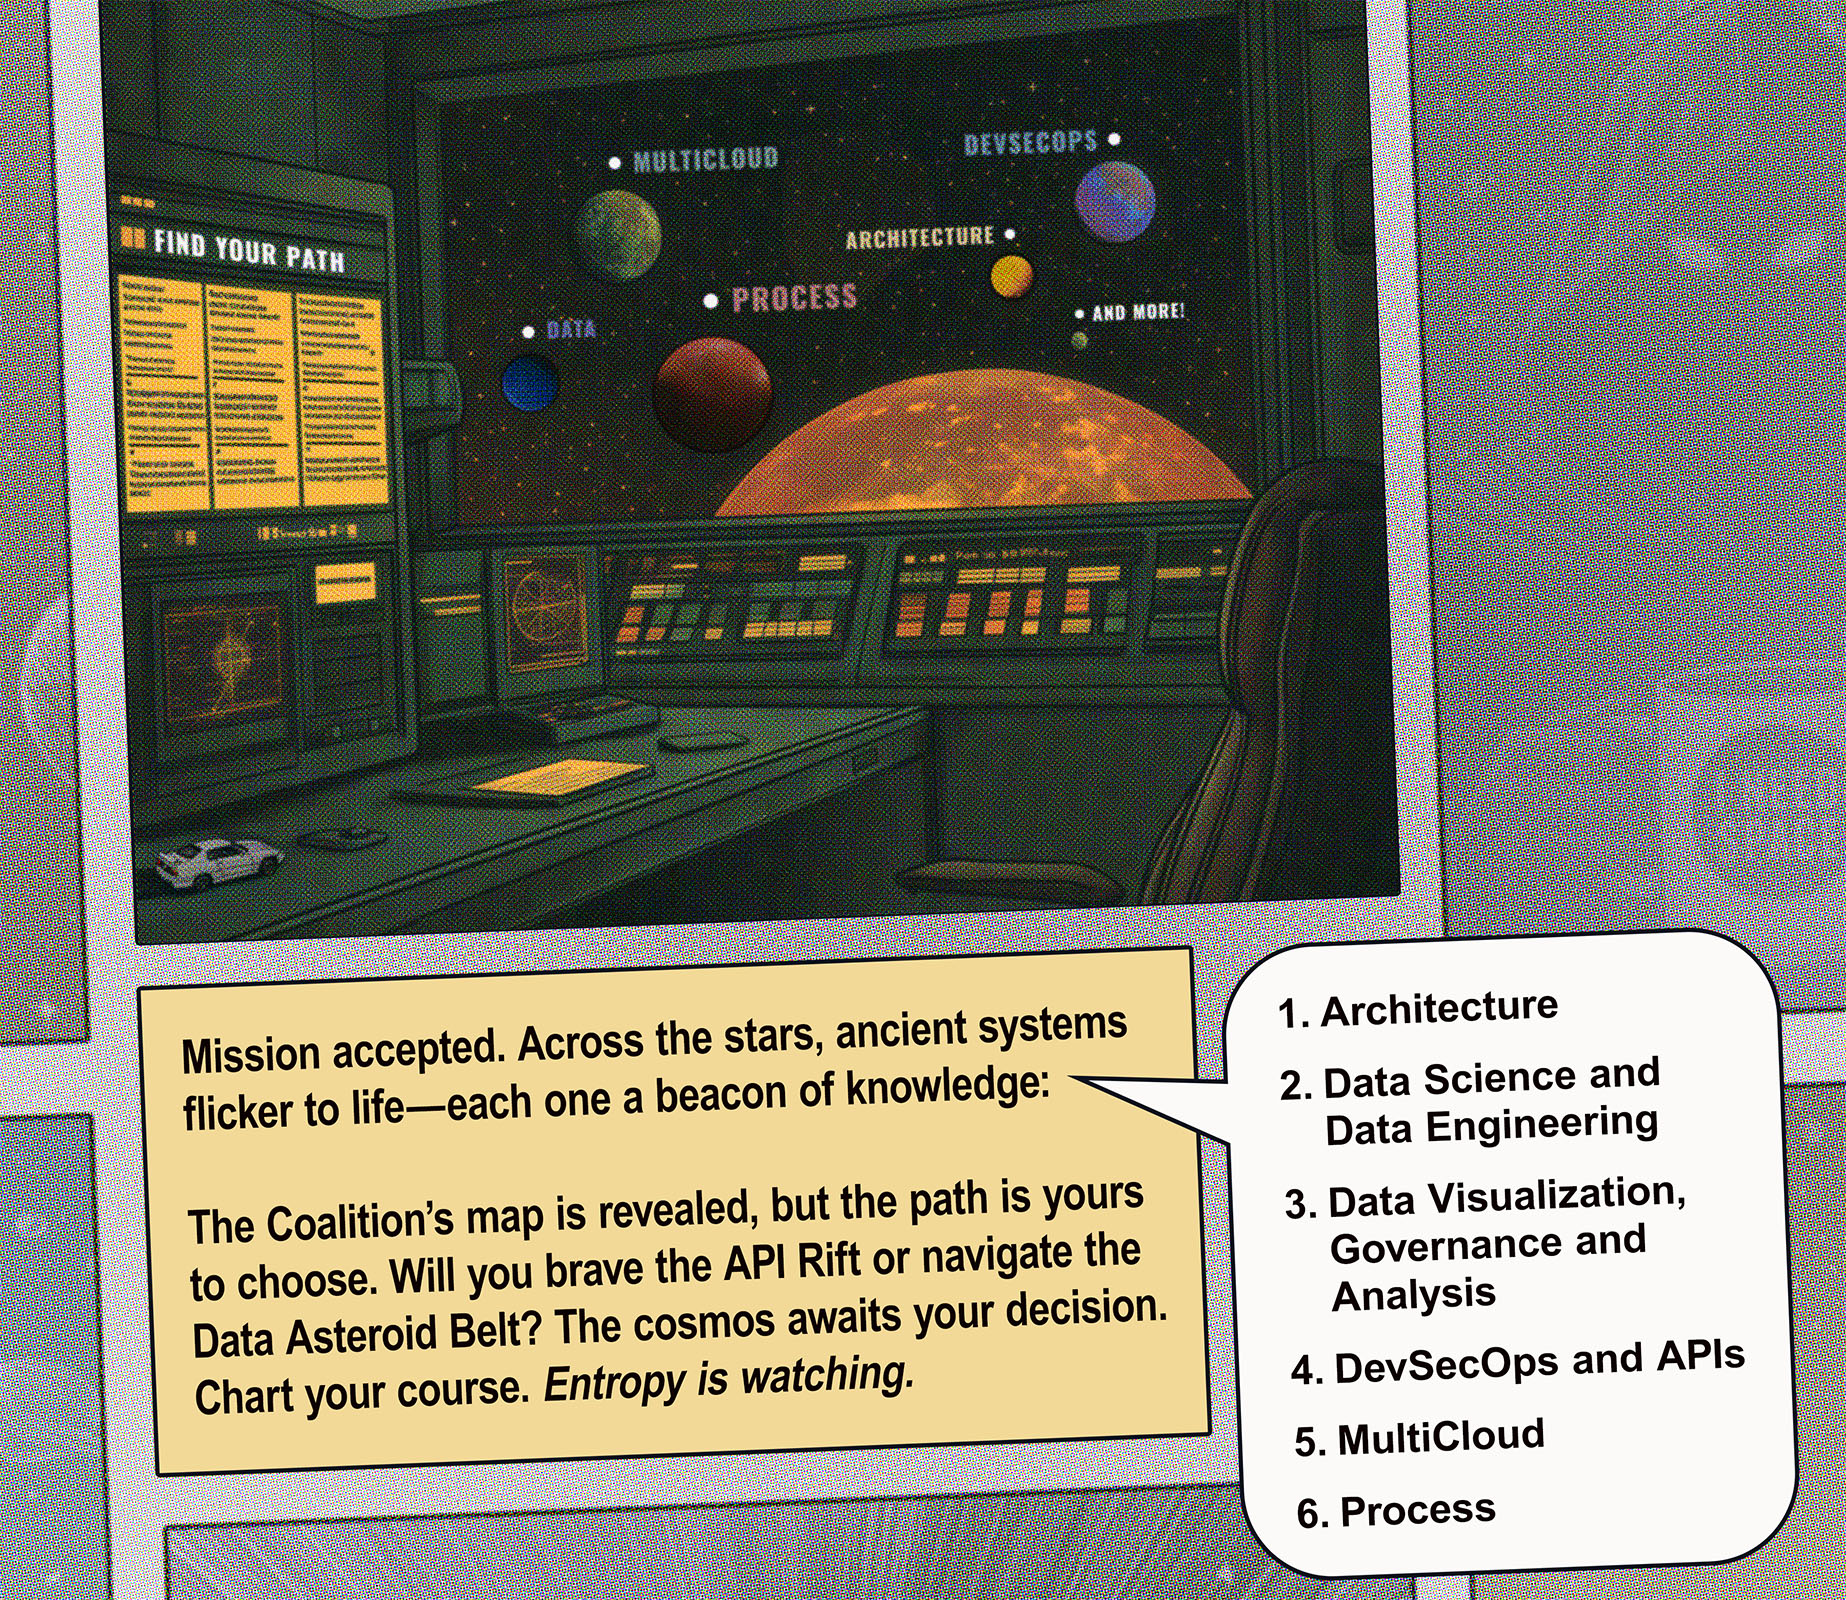 MULTICLOUD
DEVSECOPS
ARCHITECTURE
FIND YOUR PATH
PROCESS
AND MORE!
DATA
Mission accepted. Across the stars, ancient systems
flicker to life—each one a beacon of knowledge:
The Coalition’s map is revealed, but the path is yours
to choose. Will you brave the API Rift or navigate the
Data Asteroid Belt? The cosmos awaits your decision.
Chart your course. Entropy is watching.
1. Architecture
2. Data Science and
Data Engineering
3. Data Visualization,
Governance and
Analysis
4. DevSecOps and APIs
5. MultiCloud
6. Process